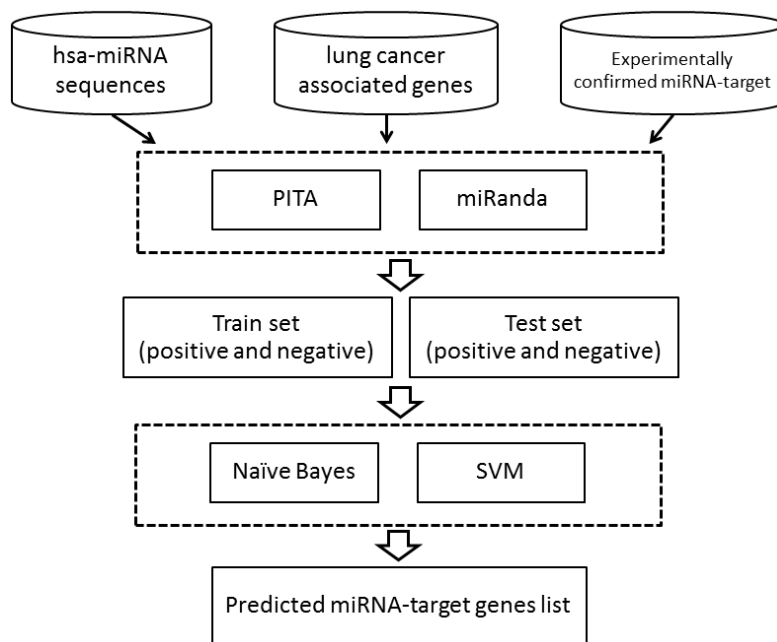 hsa-miRNA
sequences
lung cancer
associated genes
Experimentally
confirmed miRNA-target
PITA
miRanda
Train set
(positive and negative)
Test set
(positive and negative)
Naïve Bayes
SVM
Predicted miRNA-target genes list